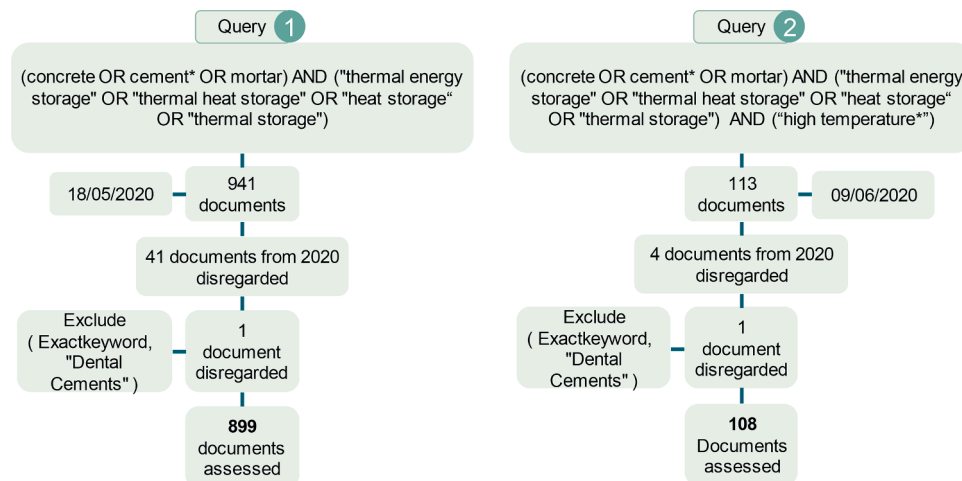 Query 1
(concrete OR cement* OR mortar) AND ("thermal energy
storage" OR "thermal heat storage" OR "heat storage“
OR "thermal storage")
18/05/2020
941
documents
41 documents from 2020
disregarded
Exclude
( Exactkeyword,
"Dental
Cements" )
1
document
disregarded
899
documents
assessed
Query 2
(concrete OR cement* OR mortar) AND ("thermal energy
storage" OR "thermal heat storage" OR "heat storage“
OR "thermal storage") AND (“high temperature*”)
113
documents
09/06/2020
4 documents from 2020
disregarded
Exclude
( Exactkeyword,
"Dental
Cements" )
1
document
disregarded
108
Documents
assessed